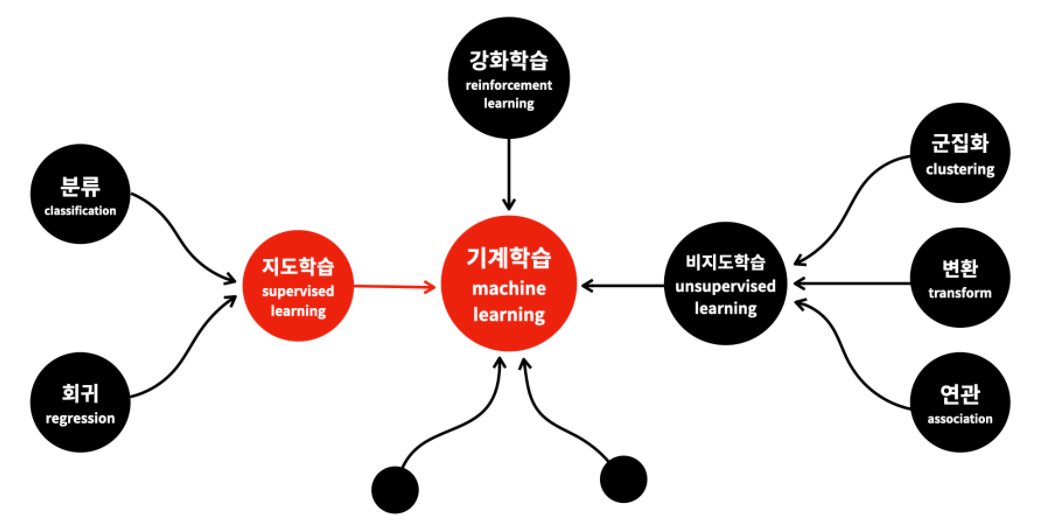 강화학습
reinforcement
learning
분류
classification
회귀
regression
지도학습
supervised
learning
기계학습
machine
learning
비지도학습
unsupervised
learning
군집화
clustering
변환
transform
연관
association